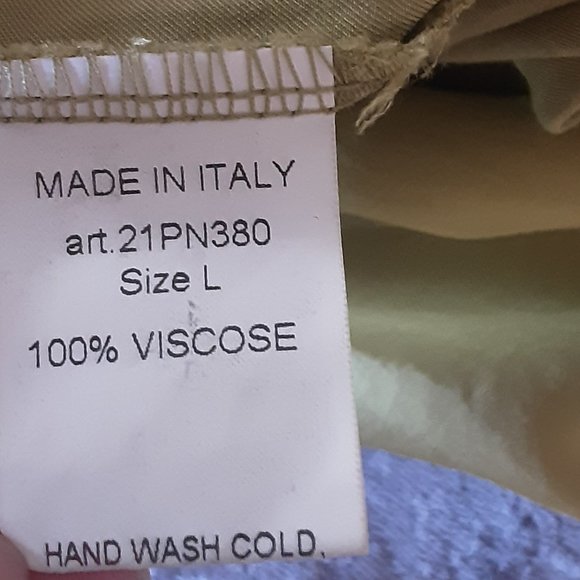 MADE IN ITALY
art.21PN380
Size L
100% VISCOSE
HAND WASH COLD.